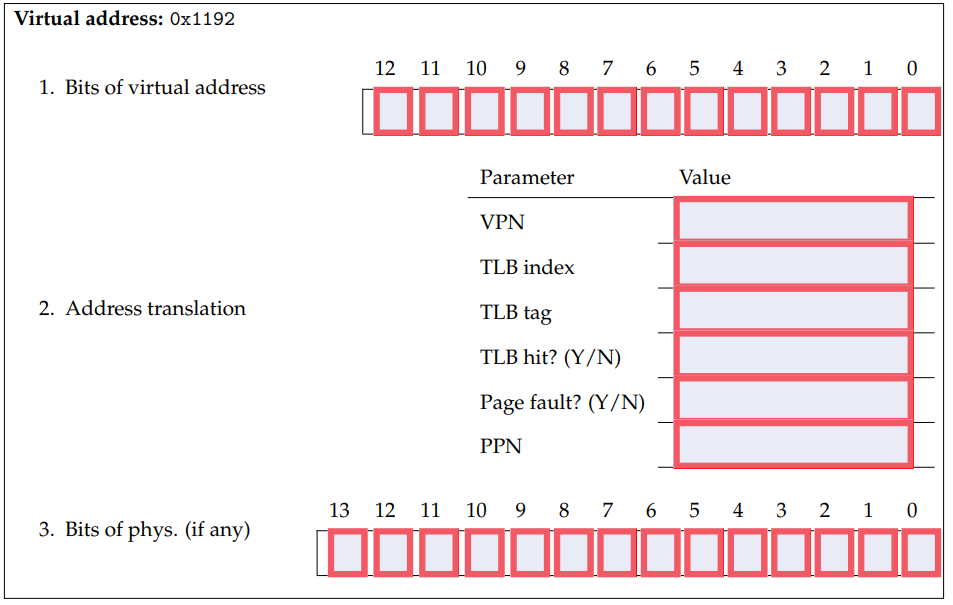 Virtual address: 0x1192
12 11 10 9 8 7 6 5 4 3 2 1 0
1. Bits of virtual address
Parameter Value
VPN
TLB index
2. Address translation
TLB tag
TLB hit? (Y/N)
Page fault? (Y/N)
PPN
13 12 11 10 9 8 7 6 5 4 3 2 1 0
3. Bits of phys. (if any)